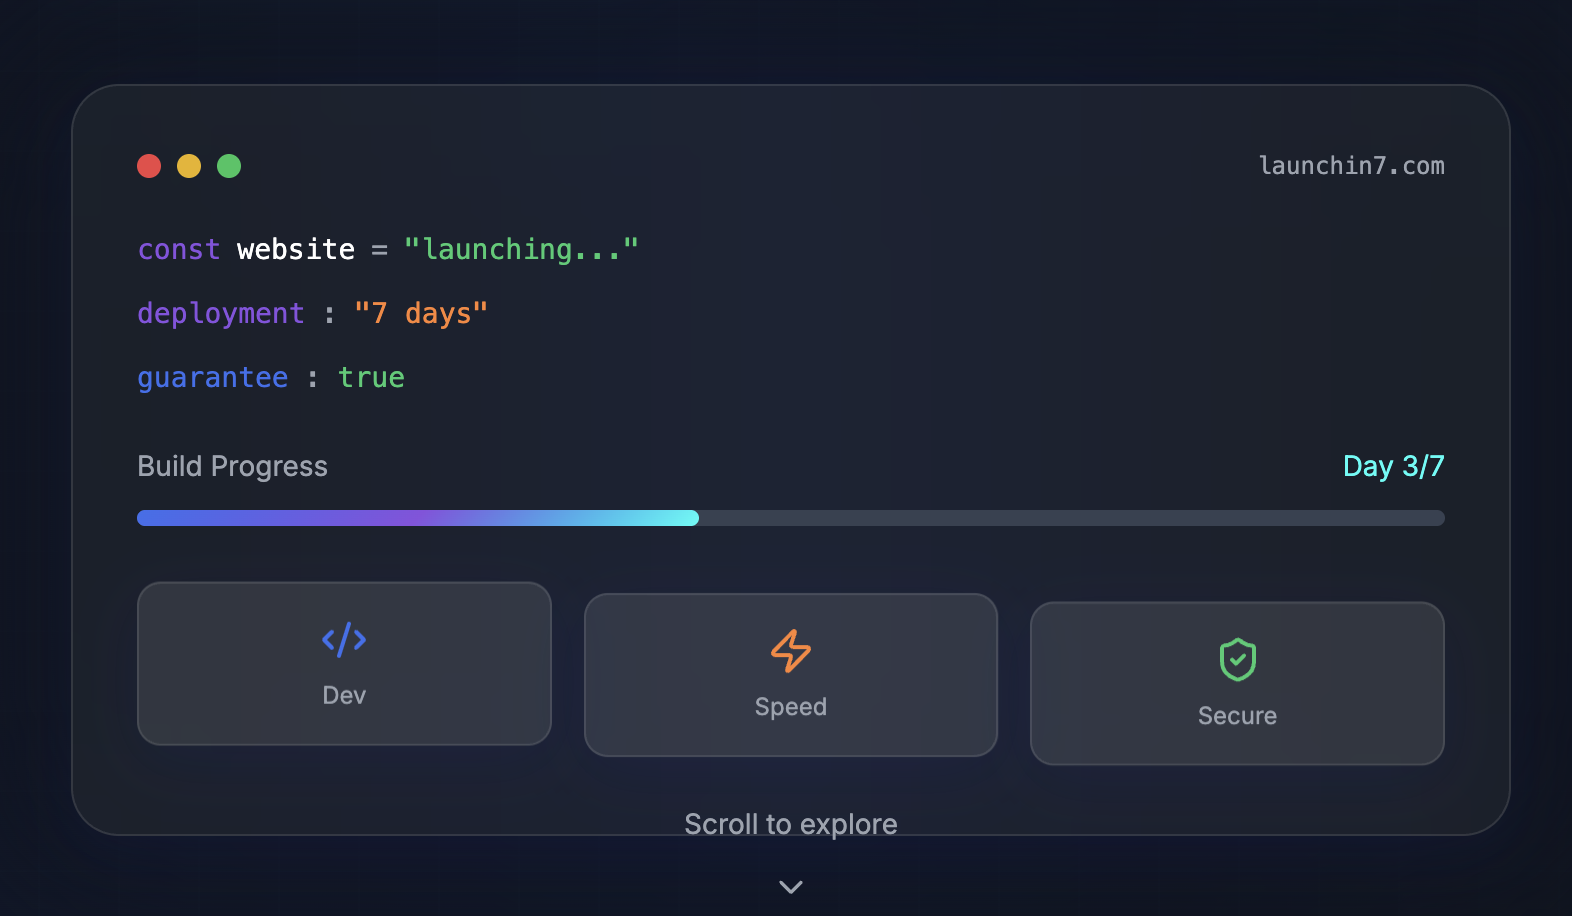 launchin7.com
const website = "launching..."
deployment : "7 days"
guarantee : true
Build Progress
Day 3/7
Dev
Speed
Secure
Scroll to explore